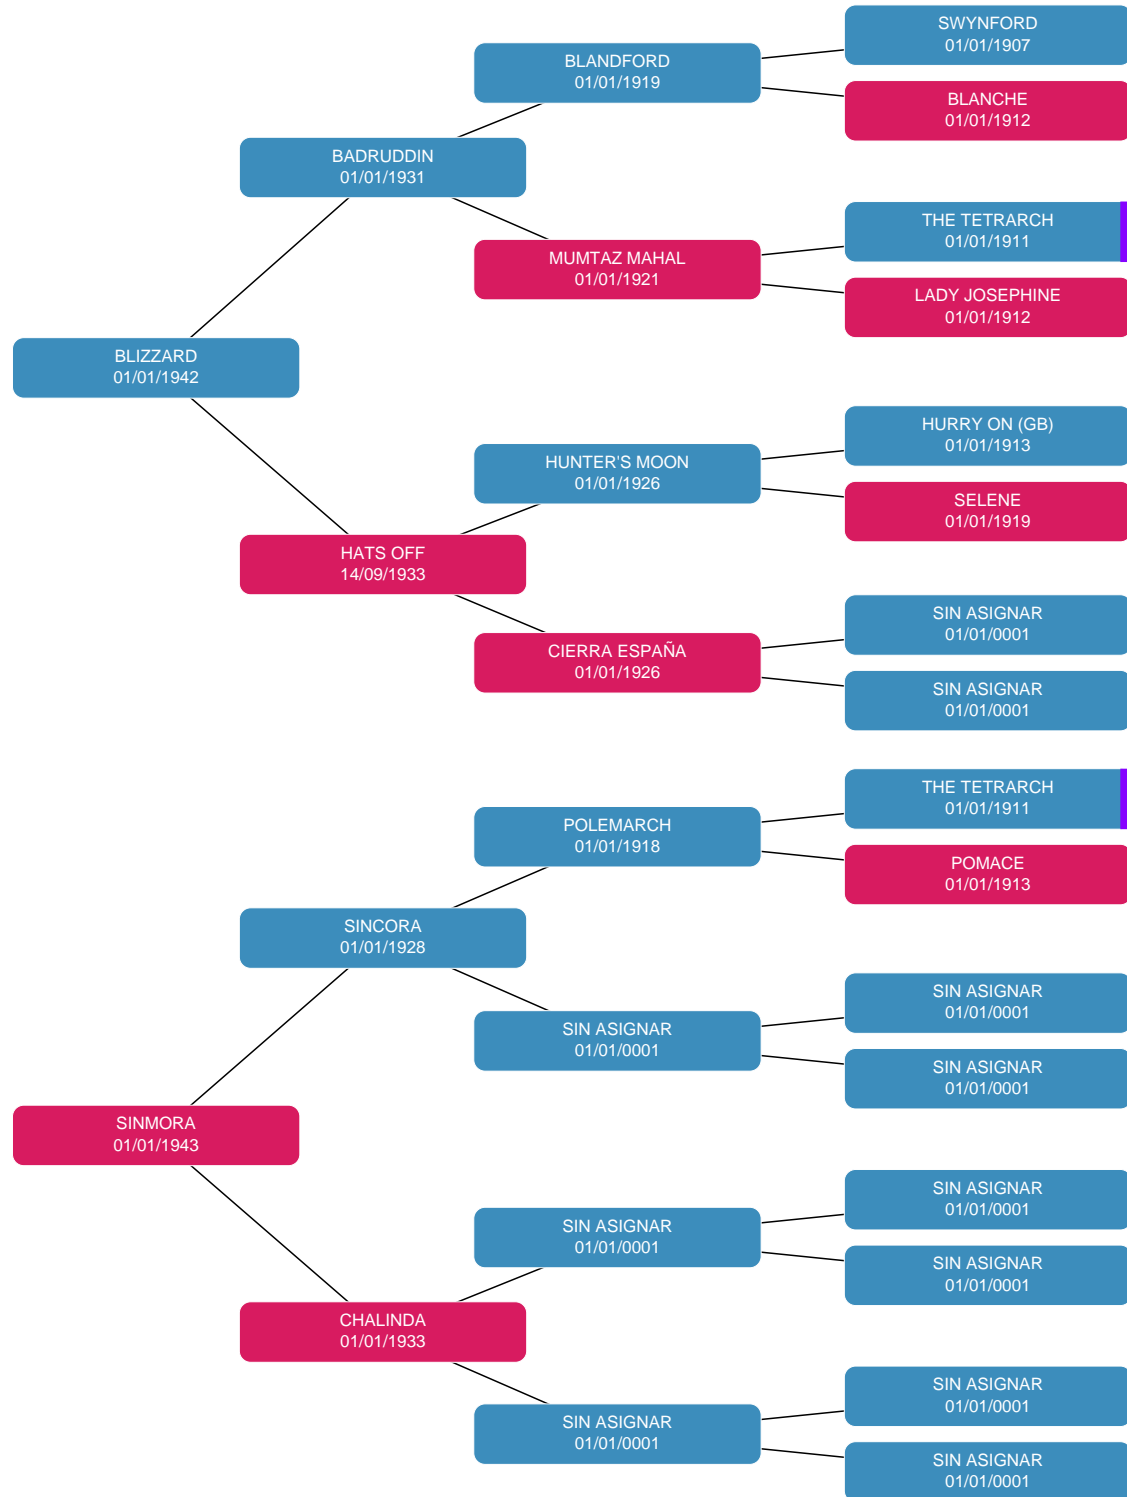 SWYNFORD
01/01/1907
BLANDFORD
01/01/1919
BLANCHE
01/01/1912
BADRUDDIN
01/01/1931
THE TETRARCH
01/01/1911
MUMTAZ MAHAL
01/01/1921
LADY JOSEPHINE
01/01/1912
BLIZZARD
01/01/1942
HURRY ON (GB)
01/01/1913
HUNTER'S MOON
01/01/1926
SELENE
01/01/1919
HATS OFF
14/09/1933
SIN ASIGNAR
01/01/0001
CIERRA ESPAÑA
01/01/1926
SIN ASIGNAR
01/01/0001
THE TETRARCH
01/01/1911
POLEMARCH
01/01/1918
POMACE
01/01/1913
SINCORA
01/01/1928
SIN ASIGNAR
01/01/0001
SIN ASIGNAR
01/01/0001
SIN ASIGNAR
01/01/0001
SINMORA
01/01/1943
SIN ASIGNAR
01/01/0001
SIN ASIGNAR
01/01/0001
SIN ASIGNAR
01/01/0001
CHALINDA
01/01/1933
SIN ASIGNAR
01/01/0001
SIN ASIGNAR
01/01/0001
SIN ASIGNAR
01/01/0001